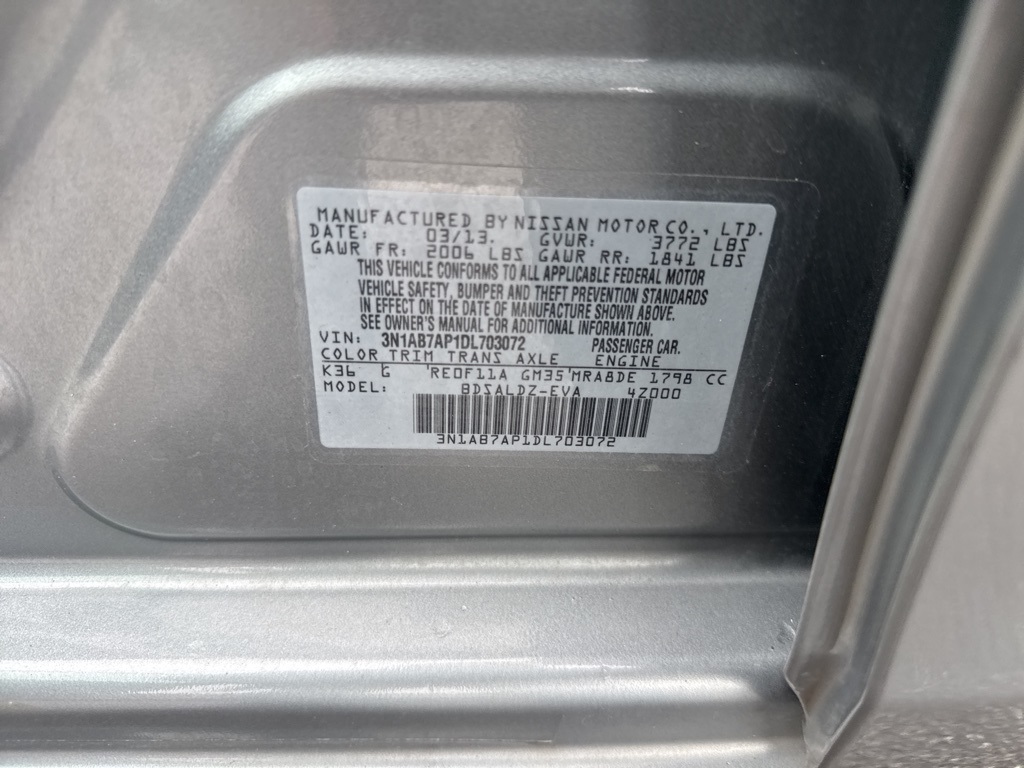 MANUFACTURED BY NISSAN MOTOR CO., LTD.
DATE: 03/13. GVWR: 3772 LBS
GAWR FR: 2006 LBS GAWR RR: 1841 LBS
THIS VEHICLE CONFORMS TO ALL APPLICABLE FEDERAL MOTOR
VEHICLE SAFETY, BUMPER AND THEFT PREVENTION STANDARDS
IN EFFECT ON THE DATE OF MANUFACTURE SHOWN ABOVE.
SEE OWNER'S MANUAL FOR ADDITIONAL INFORMATION.
VIN: 3N1AB7AP1DL703072 PASSENGER CAR.
COLOR TRIM TRANS AXLE ENGINE
K36 G RE0F11A GM35 MRA8DE 1798 CC
MODEL: BDSALDZ-EVA 4Z000
3N1AB7AP1DL703072